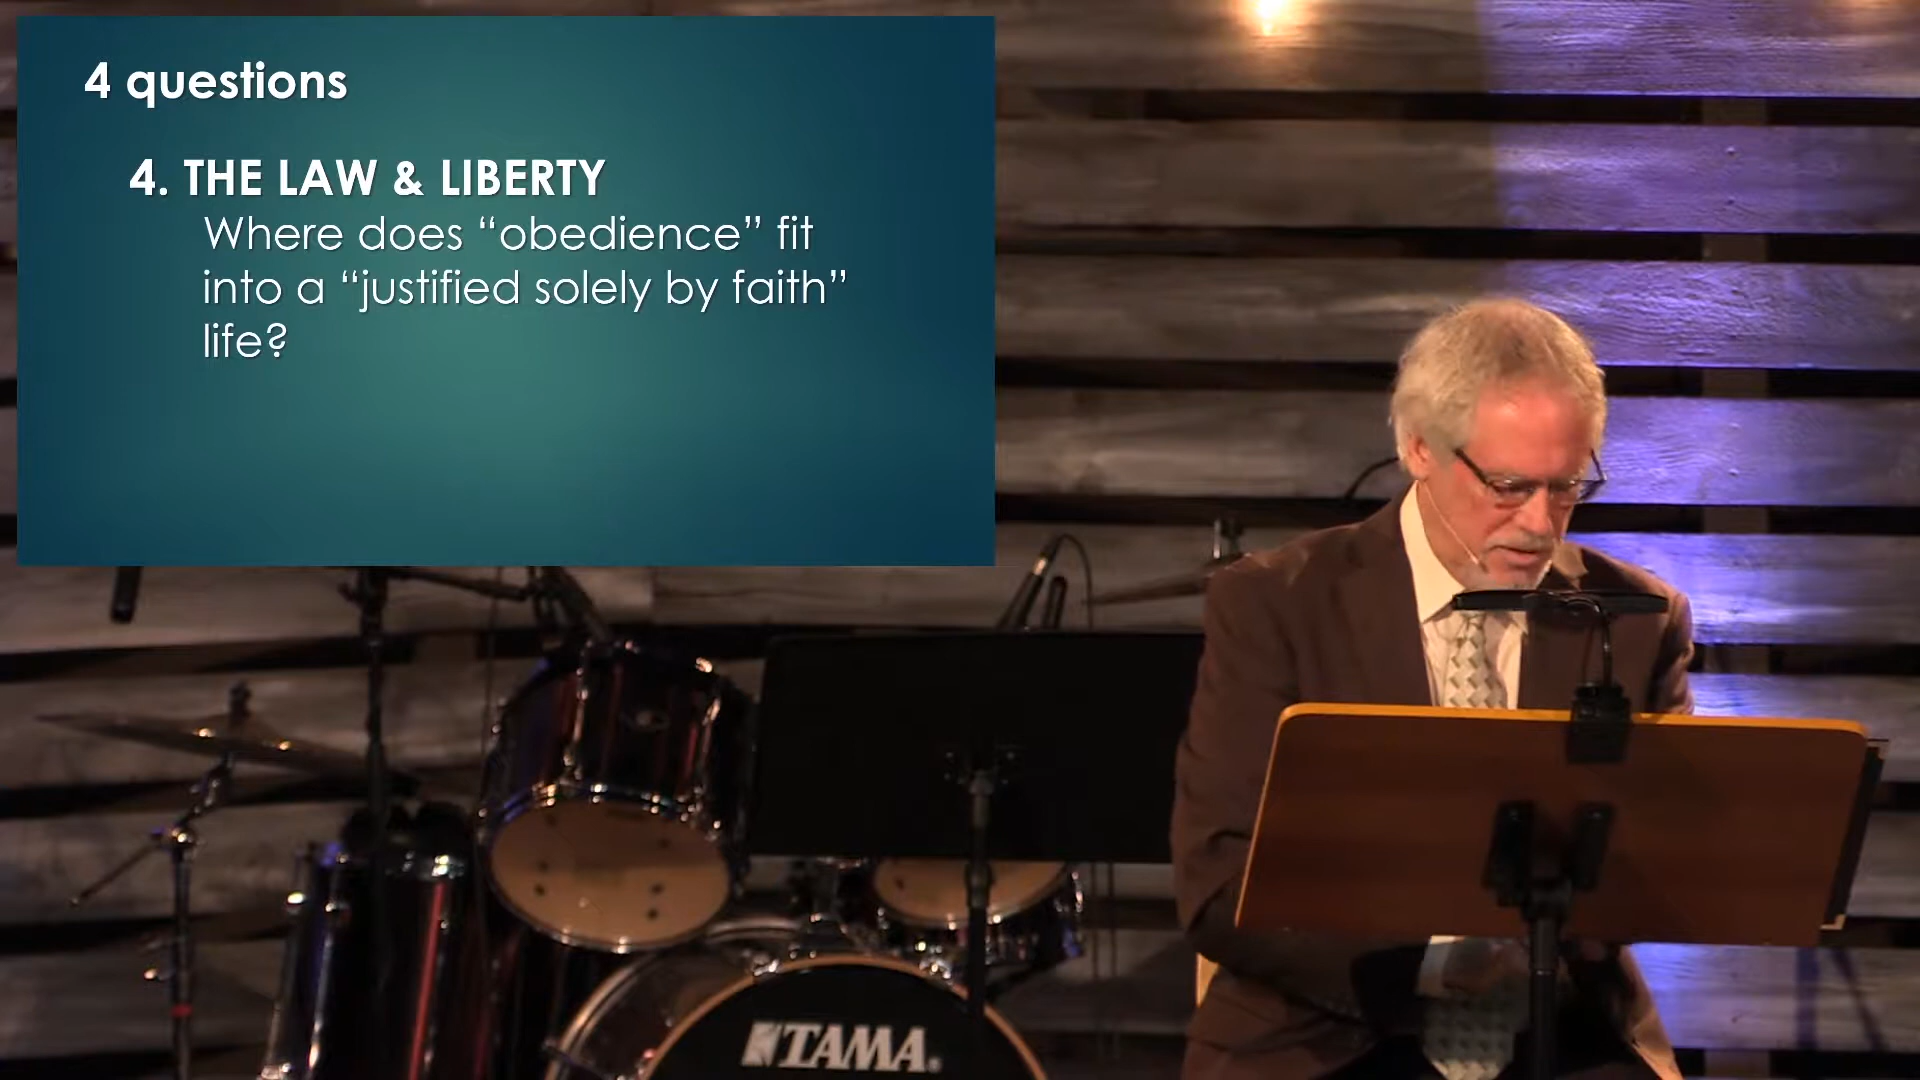 4 questions
4. THE LAW & LIBERTY
Where does “obedience” fit
into a “justified solely by faith”
life?
TAMA.